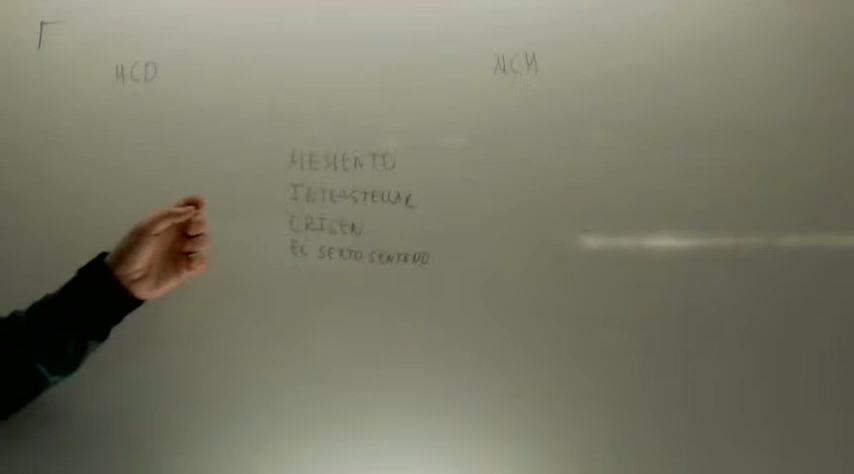 MCD
MCM
MEMENTO
INTERSTELLAR
ORIGEN
EL SEXTO SENTIDO